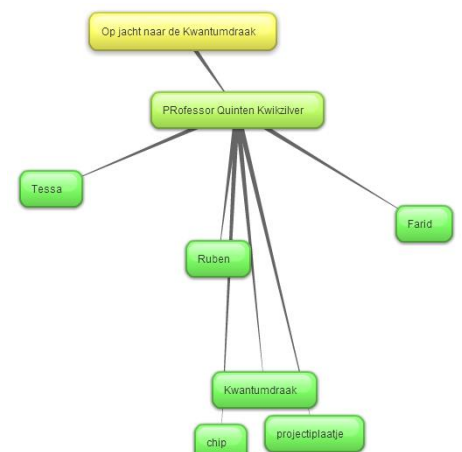 Op jacht naar de Kwantumdraak
PRofessor Quinten Kwikzilver
Tessa
Farid
Ruben
Kwantumdraak
projectiplaatje
chip